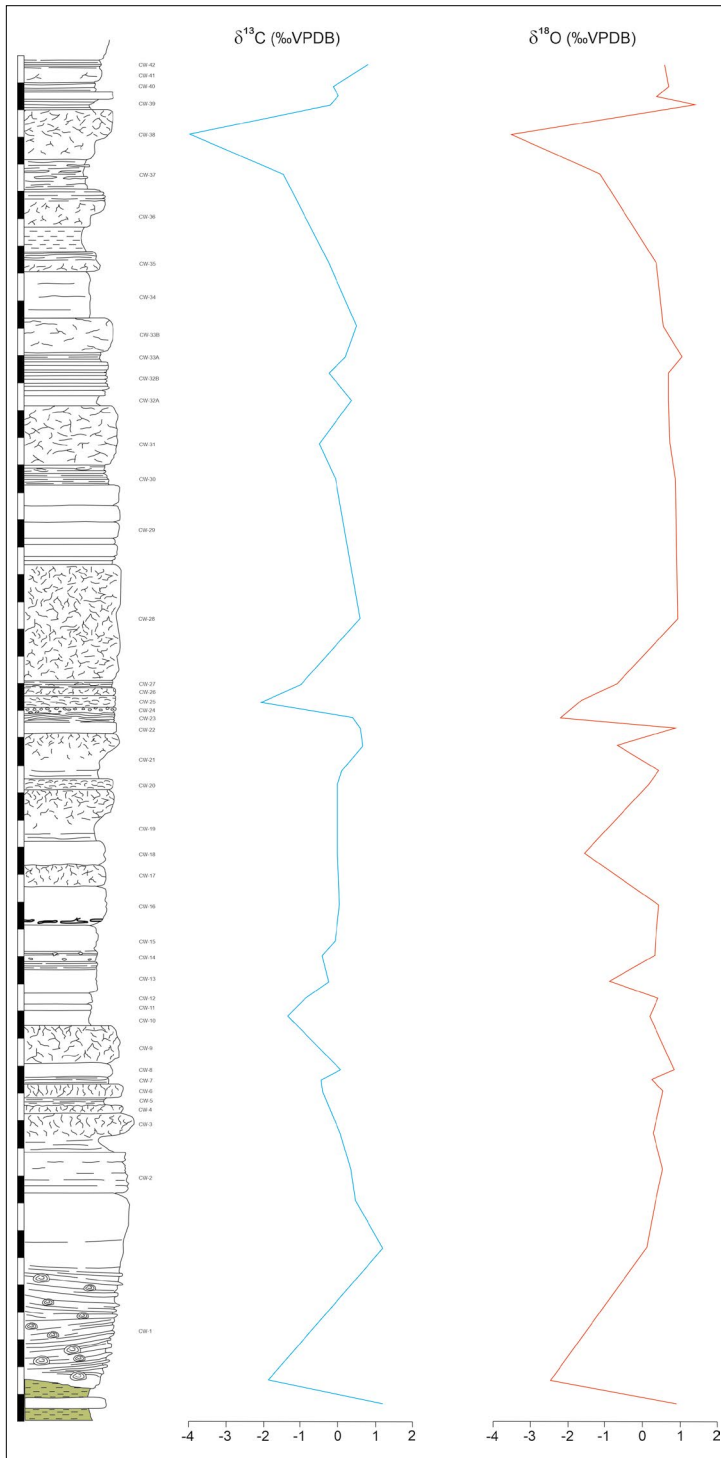 δ¹³C (‰VPDB)
δ¹⁸O (‰VPDB)
CW-42
CW-41
CW-40
CW-39
CW-38
CW-37
CW-36
CW-35
CW-34
CW-33B
CW-33A
CW-32B
CW-32A
CW-31
CW-30
CW-29
CW-28
CW-27
CW-26
CW-25
CW-24
CW-23
CW-22
CW-21
CW-20
CW-19
CW-18
CW-17
CW-16
CW-15
CW-14
CW-13
CW-12
CW-11
CW-10
CW-9
CW-8
CW-7
CW-6
CW-5
CW-4
CW-3
CW-2
CW-1
-4 -3 -2 -1 0 1 2
-4 -3 -2 -1 0 1 2